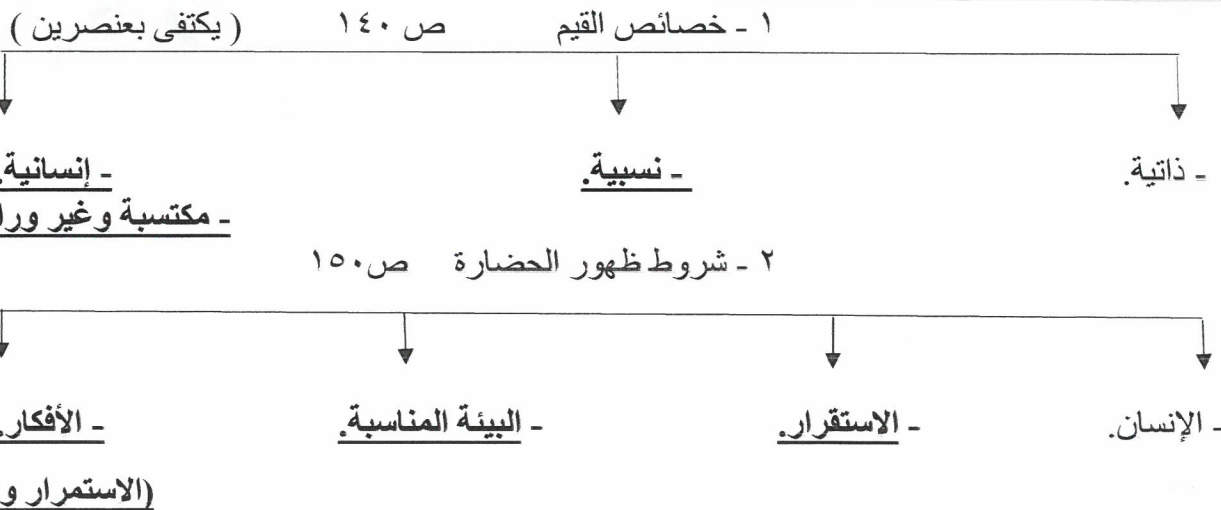 ١ - خصائص القيم ص ١٤٠ ( يكتفى بعنصرين )
- ذاتية. - نسبية. - إنسانية.
- مكتسبة وغير
٢ - شروط ظهور الحضارة ص١٥٠
- الإنسان. - الاستقرار. - البيئة المناسبة. - الأفكار.
(الاستمرار و